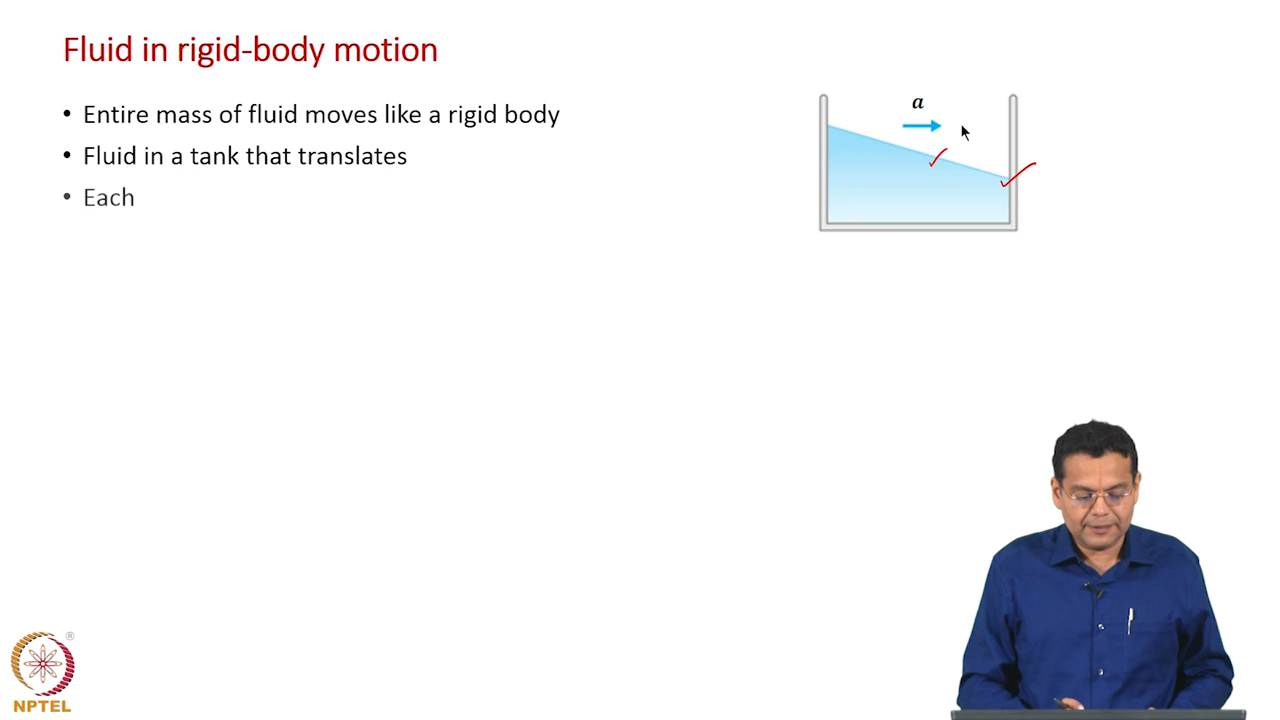 Fluid in rigid-body motion
• Entire mass of fluid moves like a rigid body
• Fluid in a tank that translates
• Each
a
®
NPTEL